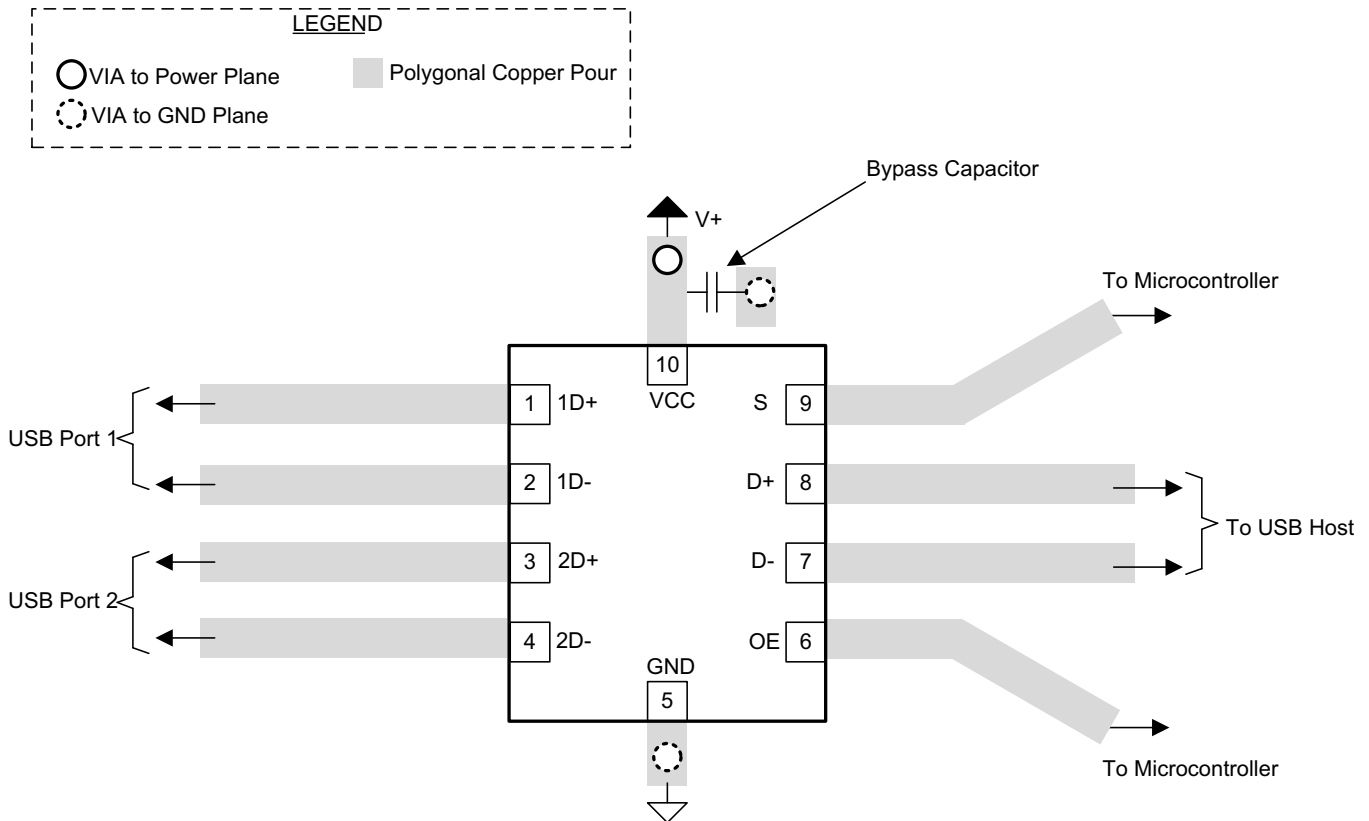 LEGEND
VIA to Power Plane
Polygonal Copper Pour
VIA to GND Plane
Bypass Capacitor
V+
To Microcontroller
10
VCC
1
1D+
S
9
USB Port 1
2
1D-
D+
8
To USB Host
3
2D+
D-
7
USB Port 2
4
2D-
OE
6
GND
5
To Microcontroller